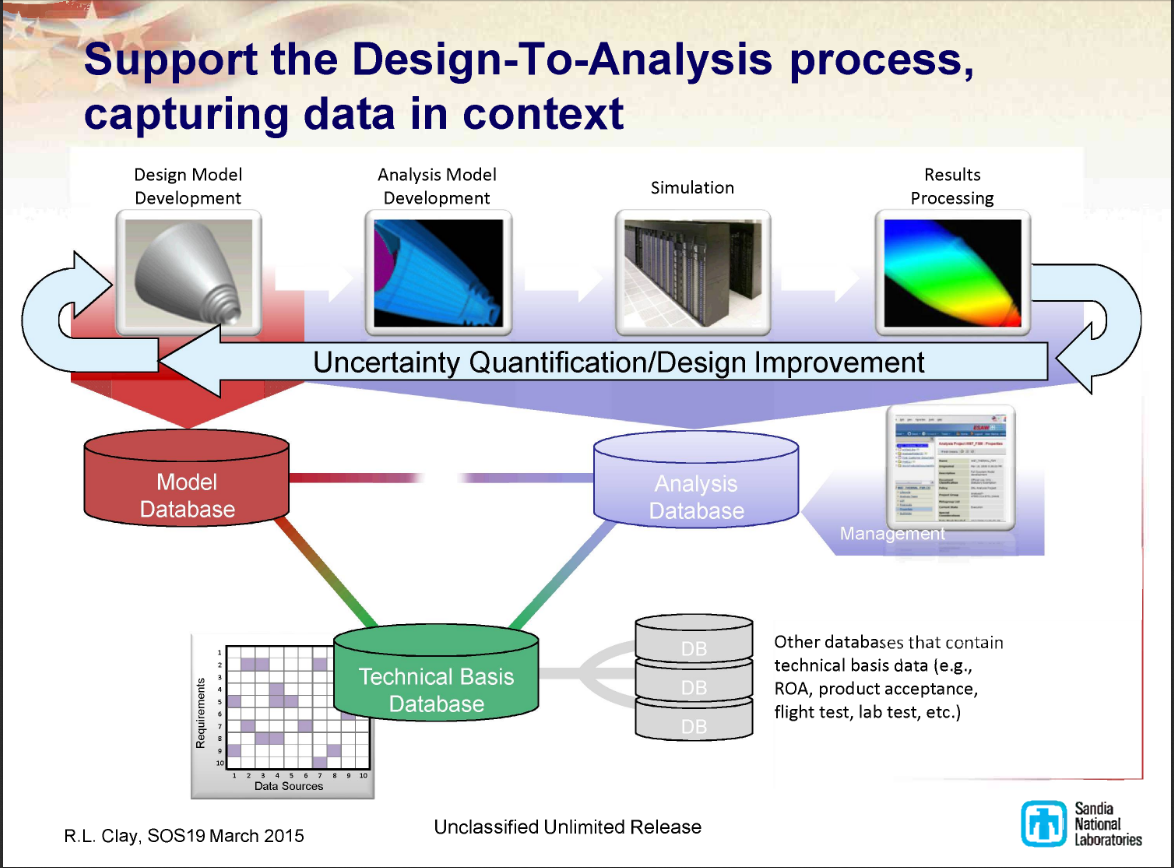 Support the Design-To-Analysis process,
capturing data in context
Design Model
Development
Analysis Model
Development
Simulation
Results
Processing
Uncertainty Quantification/Design Improvement
Model
Database
Analysis
Database
Management
Technical Basis
Database
DB
DB
DB
Other databases that contain
technical basis data (e.g.,
ROA, product acceptance,
flight test, lab test, etc.)
Requirements
1
2
3
4
5
6
7
8
9
10
1 2 3 4 5 6 7 8 9 10
Data Sources
R.L. Clay, SOS19 March 2015
Unclassified Unlimited Release
Sandia
National
Laboratories